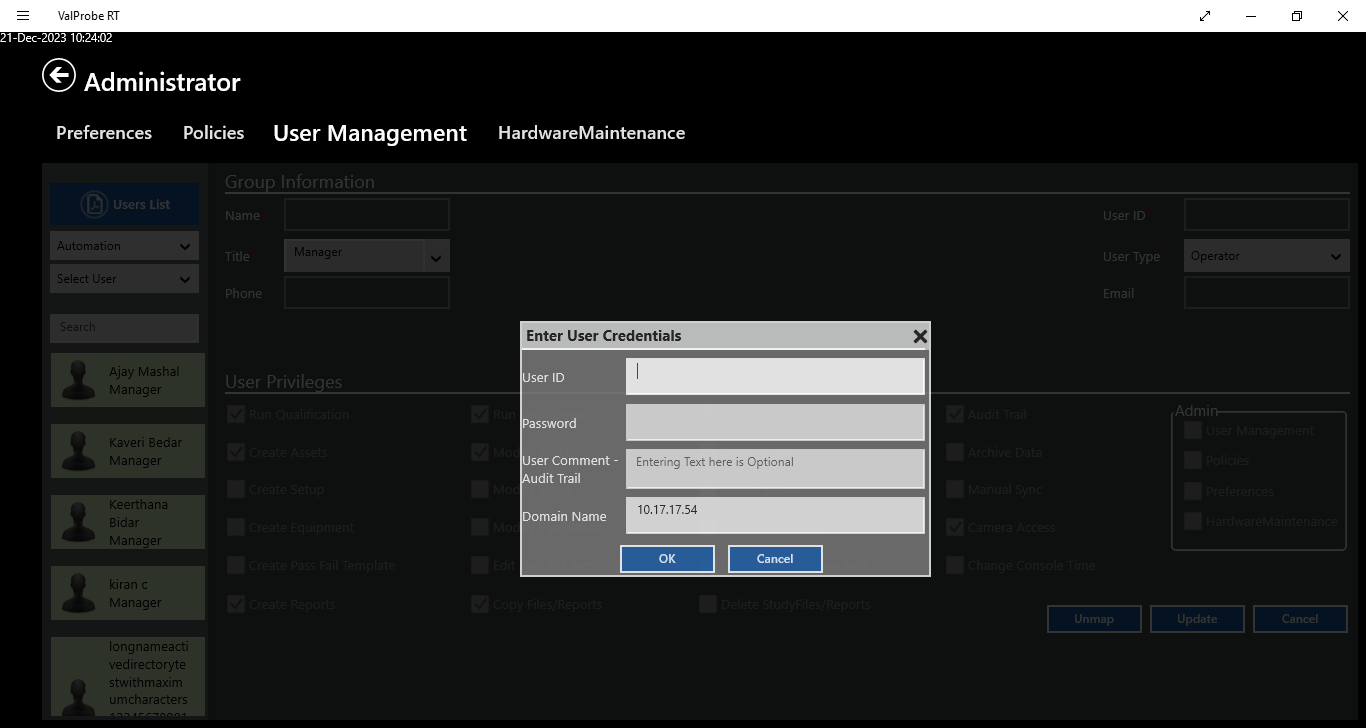 ValProbe RT
21-Dec-2023 10:24:02
Administrator
Preferences Policies User Management HardwareMaintenance
Users List
Automation
Select User
Search
Ajay Mashal
Manager
Kaveri Bedar
Manager
Keerthana
Bidar
Manager
kiran c
Manager
longnameacti
vedirectoryte
stwithmaxim
umcharacters
Group Information
Name
User ID
Title Manager
User Type Operator
Phone
Email
Enter User Credentials
User ID
Password
User Comment -
Audit Trail
Entering Text here is Optional
Domain Name 10.17.17.54
OK Cancel
User Privileges
Run Qualification Run Audit Trail
Create Assets Archive Data
Create Setup Manual Sync
Create Equipment Camera Access
Create Pass Fail Template Edit Change Console Time
Create Reports Copy Files/Reports Delete StudyFiles/Reports
Admin
User Management
Policies
Preferences
HardwareMaintenance
Unmap Update Cancel